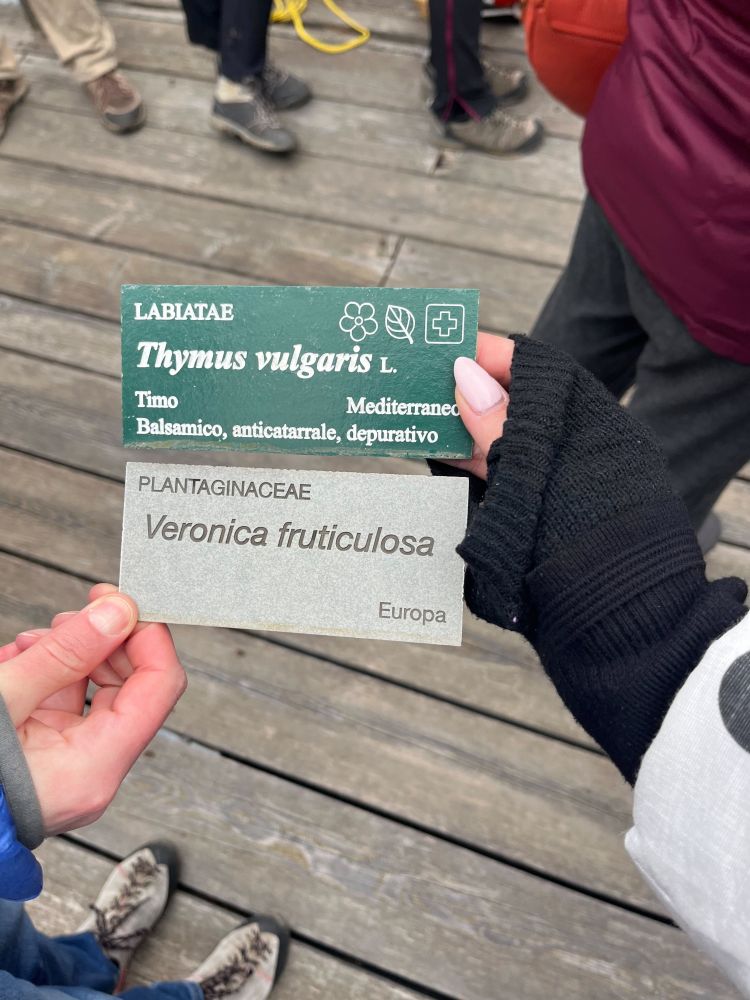 LABIATAE
Thymus vulgaris L.
Timo Mediterraneo
Balsamico, anticatarrale, depurativo
PLANTAGINACEAE
Veronica fruticulosa
Europa